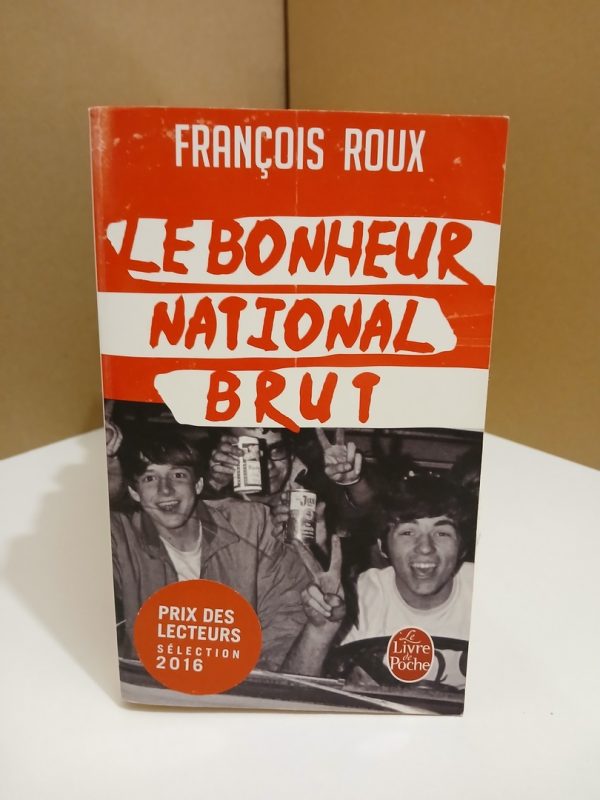 FRANÇOIS ROUX
LE BONHEUR
NATIONAL
BRUT
PRIX DES
LECTEURS
SÉLECTION
2016
Le
Livre
de
Poche